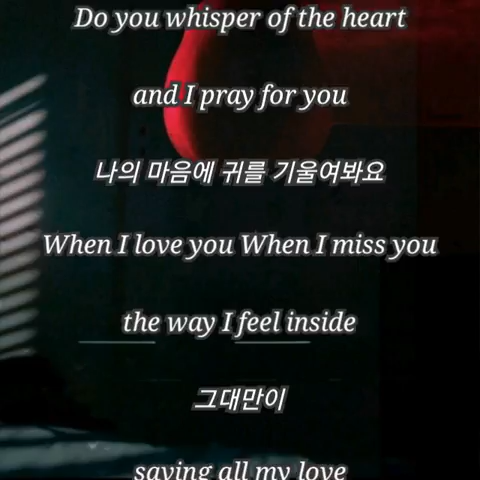 Do you whisper of the heart
and I pray for you
나의 마음에 귀를 기울여봐요
When I love you When I miss you
the way I feel inside
그대만이
saving all my love